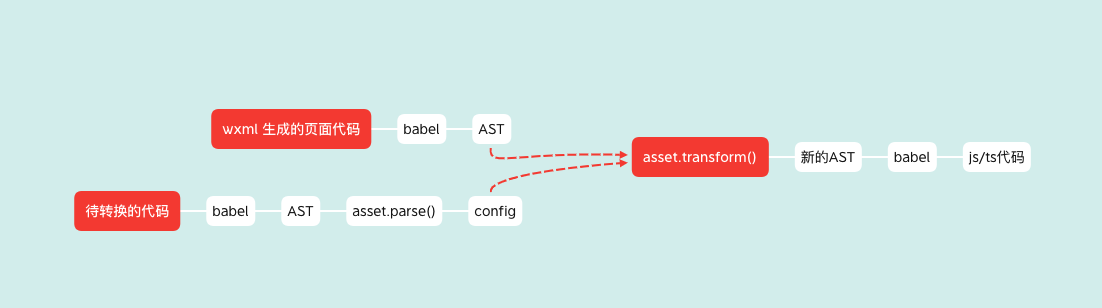 wxml 生成的页面代码
babel
AST
asset.transform()
新的AST
babel
js/ts代码
待转换的代码
babel
AST
asset.parse()
config